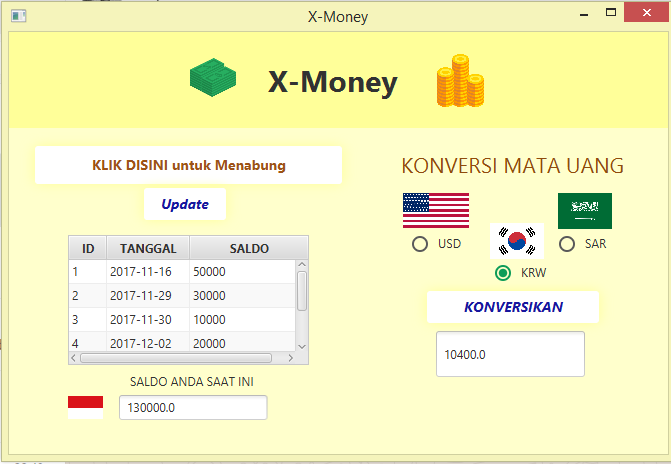 X-Money
X-Money
KLIK DISINI untuk Menabung
Update
ID TANGGAL SALDO
1 2017-11-16 50000
2 2017-11-29 30000
3 2017-11-30 10000
4 2017-12-02 20000
SALDO ANDA SAAT INI
130000.0
KONVERSI MATA UANG
USD
SAR
KRW
KONVERSIKAN
10400.0